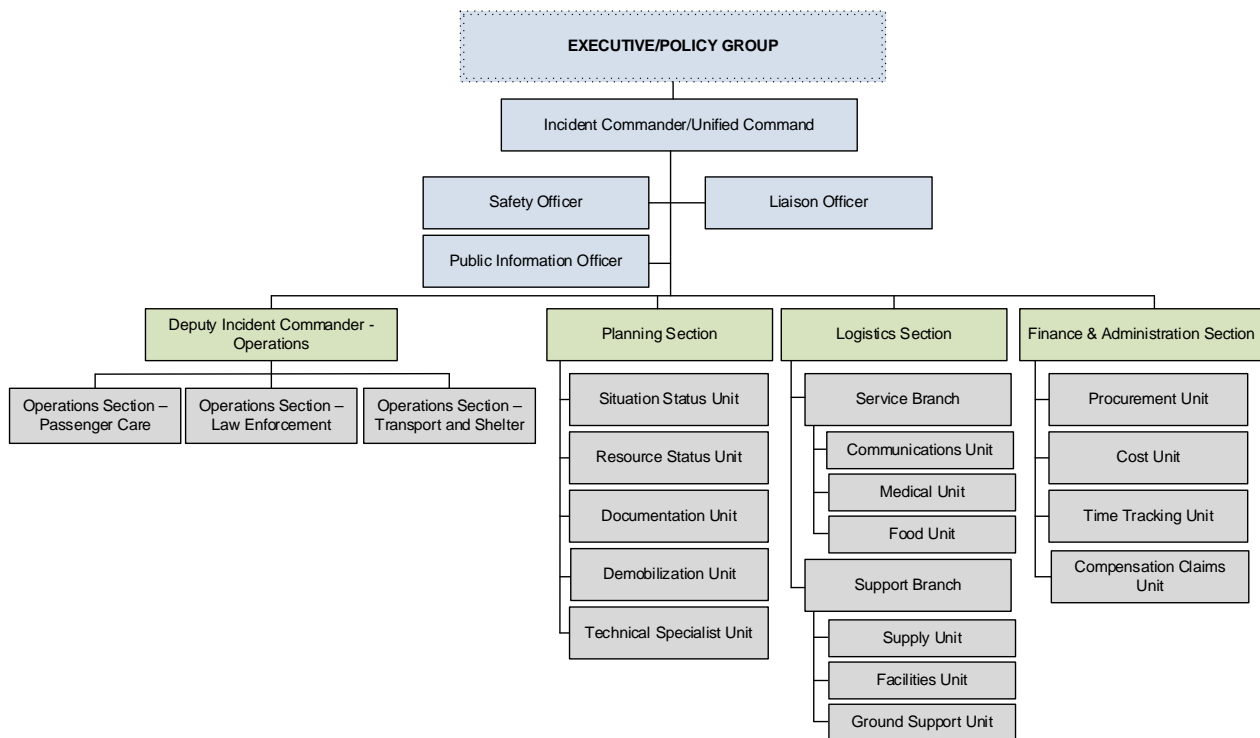 EXECUTIVE/POLICY GROUP
Incident Commander/Unified Command
Safety Officer
Liaison Officer
Public Information Officer
Deputy Incident Commander -
Operations
Operations Section –
Passenger Care
Operations Section –
Law Enforcement
Operations Section –
Transport and Shelter
Planning Section
Situation Status Unit
Resource Status Unit
Documentation Unit
Demobilization Unit
Technical Specialist Unit
Logistics Section
Service Branch
Communications Unit
Medical Unit
Food Unit
Support Branch
Supply Unit
Facilities Unit
Ground Support Unit
Finance & Administration Section
Procurement Unit
Cost Unit
Time Tracking Unit
Compensation Claims
Unit